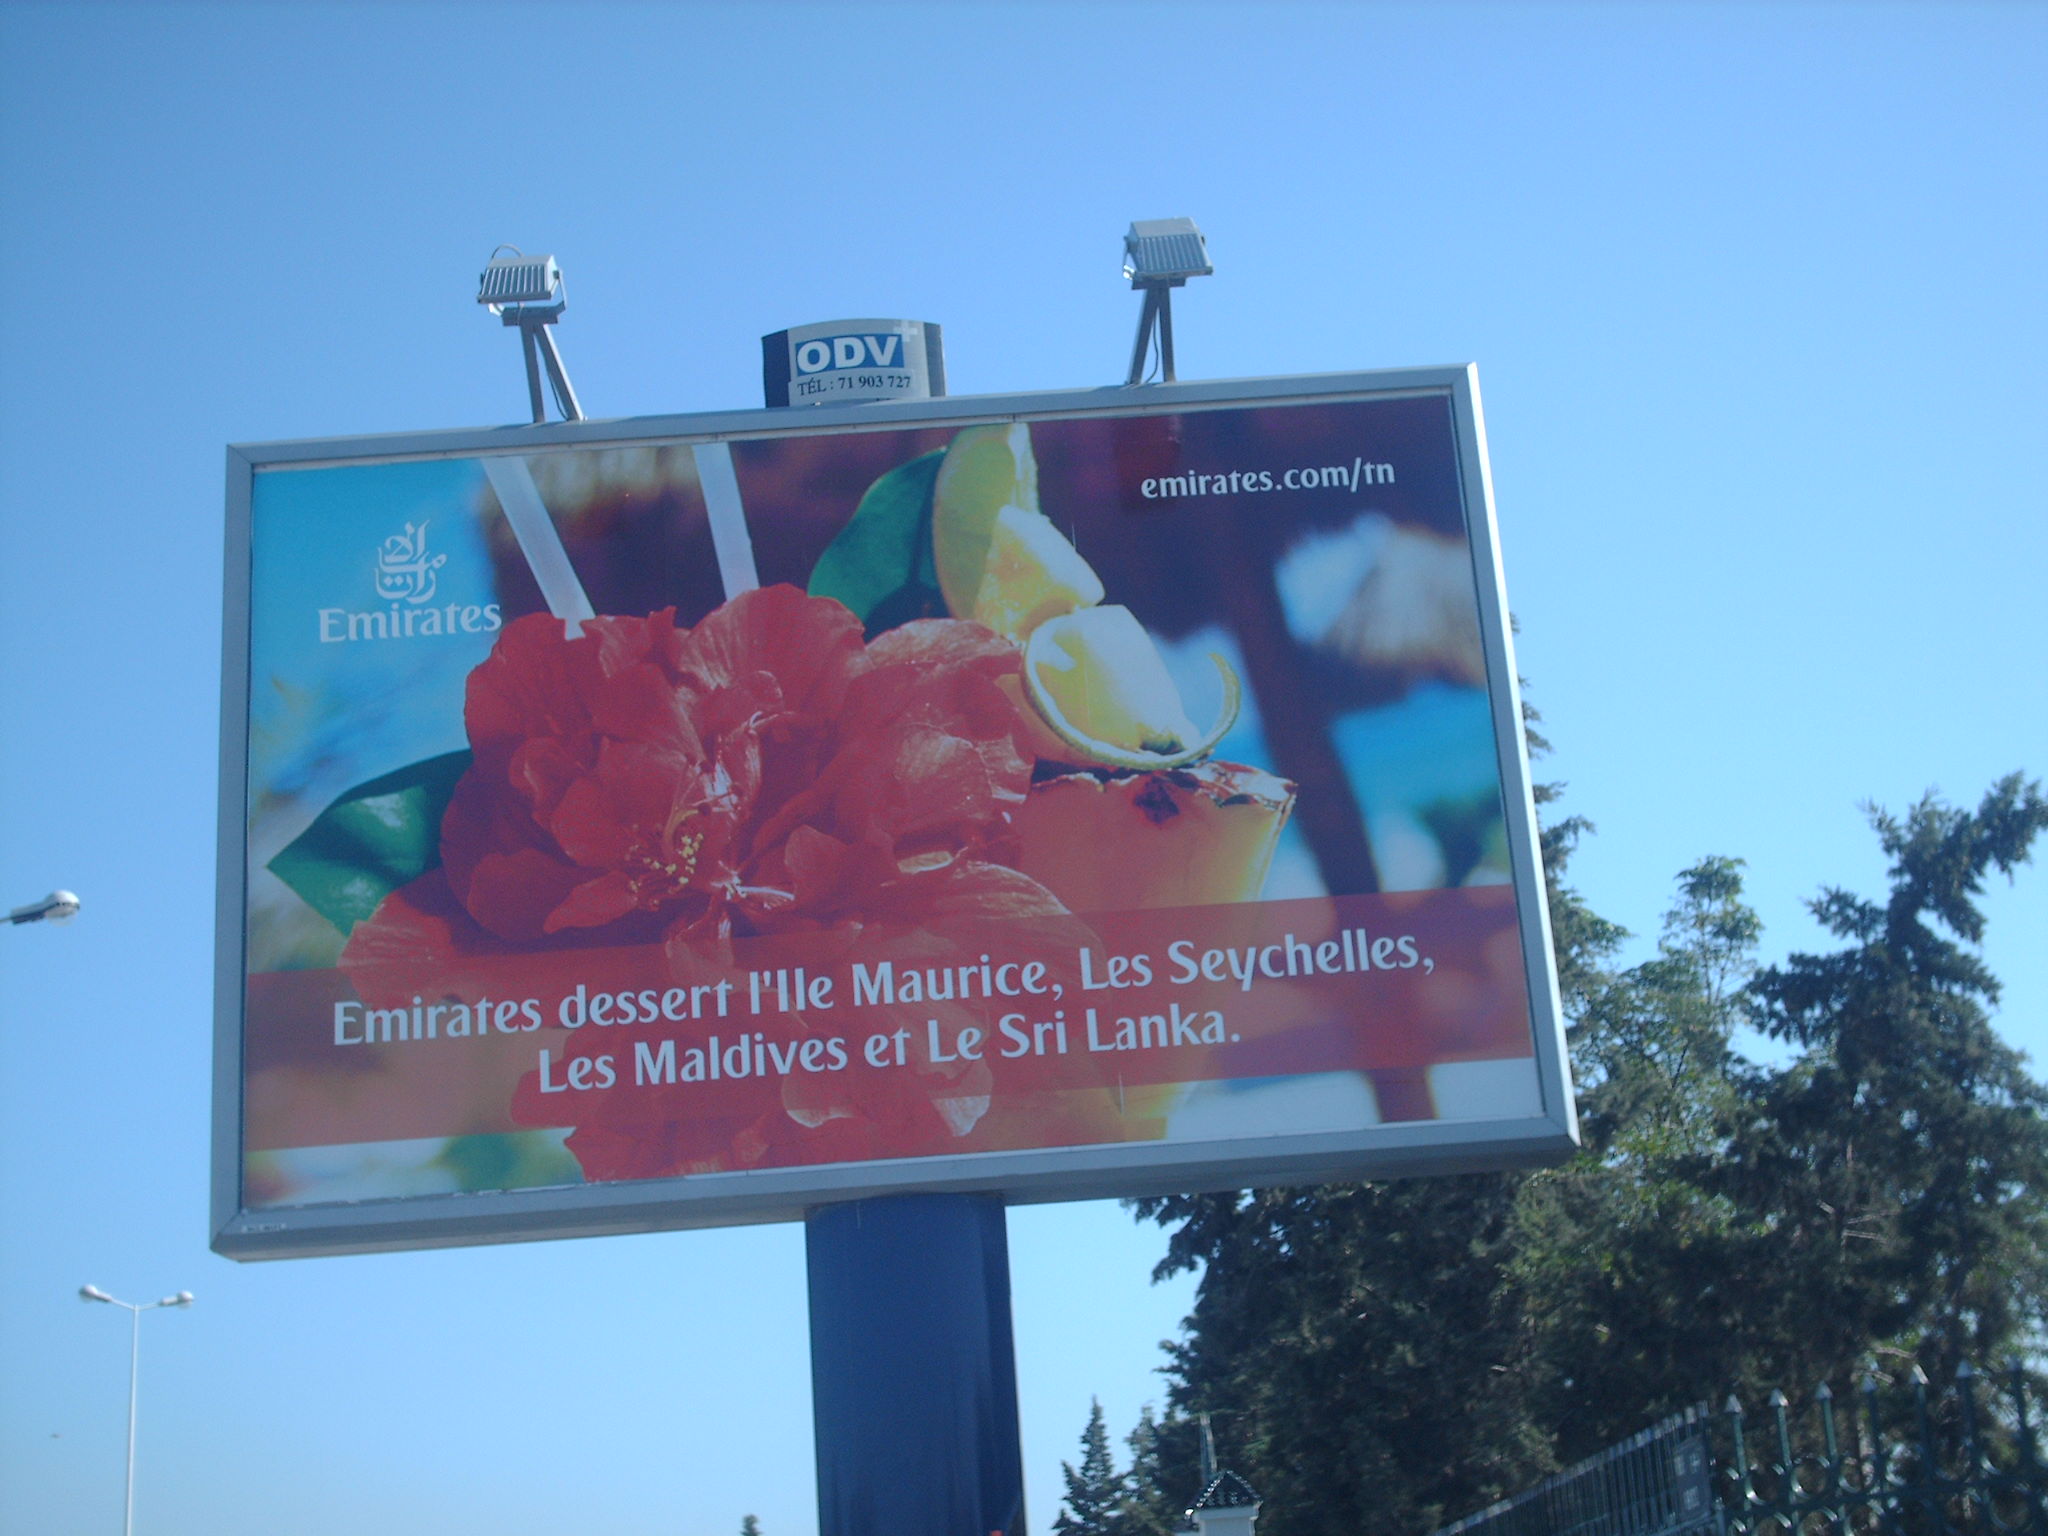 ODV
TÉL : 71 903 727
emirates.com/tn
الإمارات
Emirates
Emirates dessert l'Ile Maurice, Les Seychelles,
Les Maldives et Le Sri Lanka.